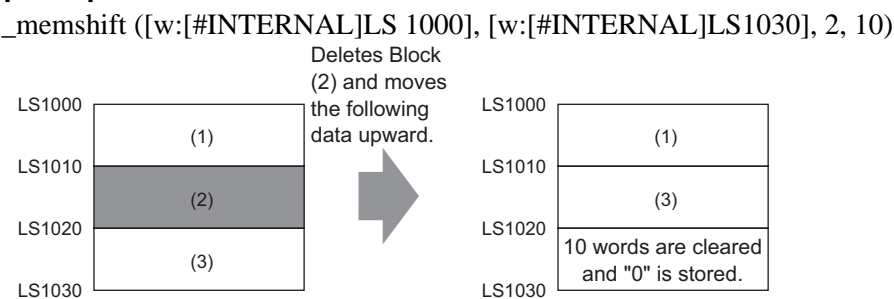 _memshift ([w:[#INTERNAL]LS 1000], [w:[#INTERNAL]LS1030], 2, 10)
Deletes Block
(2) and moves
the following
data upward.
LS1000
(1)
LS1010
(2)
LS1020
(3)
LS1030
LS1000
(1)
LS1010
(3)
LS1020
10 words are cleared
and "0" is stored.
LS1030